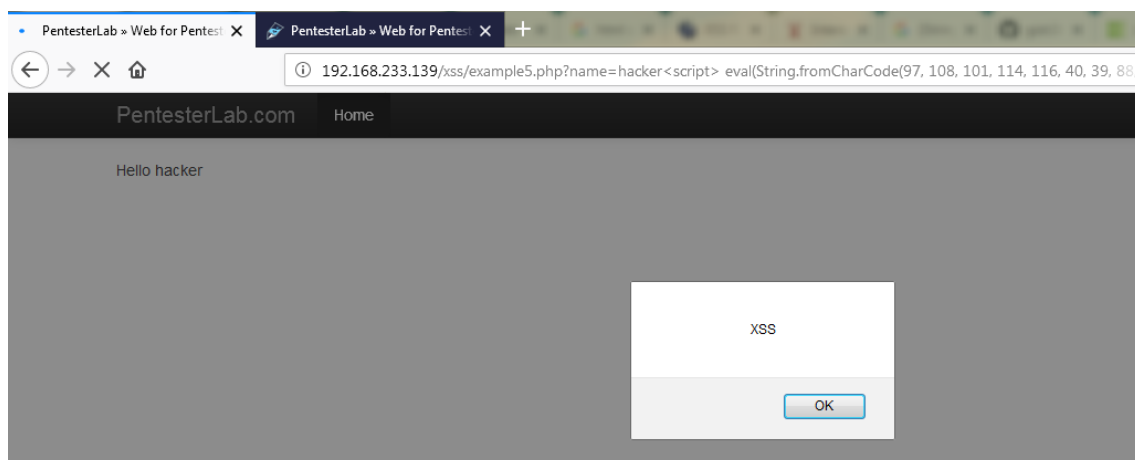 PentesterLab » Web for Pentest
PentesterLab » Web for Pentest
192.168.233.139/xss/example5.php?name=hacker<script> eval(String.fromCharCode(97, 108, 101, 114, 116, 40, 39, 88
PentesterLab.com Home
Hello hacker
XSS
OK